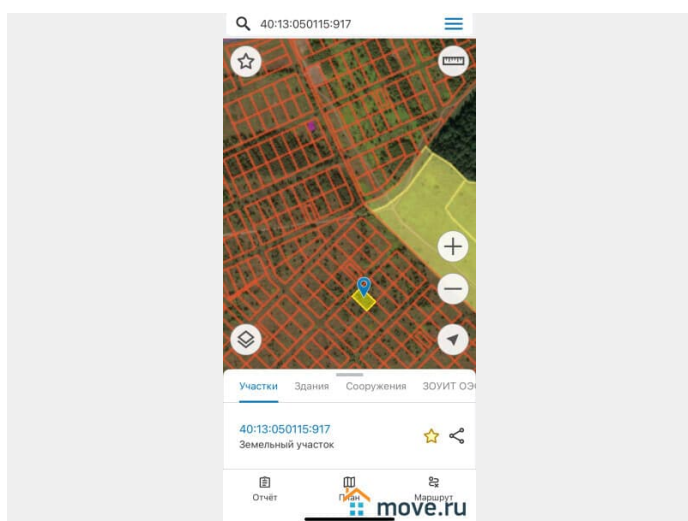 40:13:050115:917
Участки Здания Сооружения ЗОУИТ ОЭ
40:13:050115:917
Земельный участок
Отчёт План Маршрут
move.ru